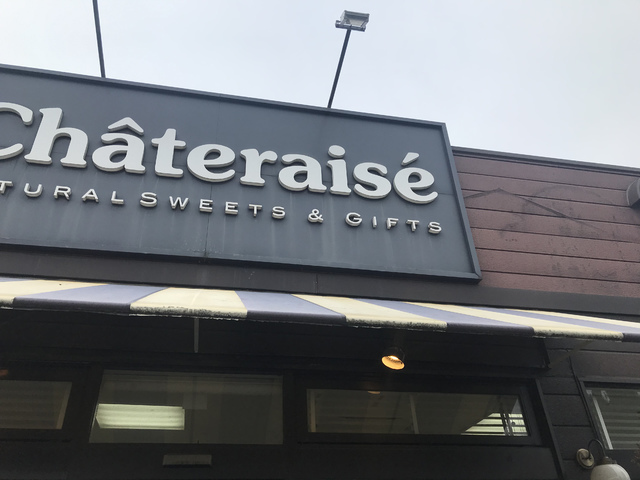 Châteraisé
TURAL SWEETS & GIFTS